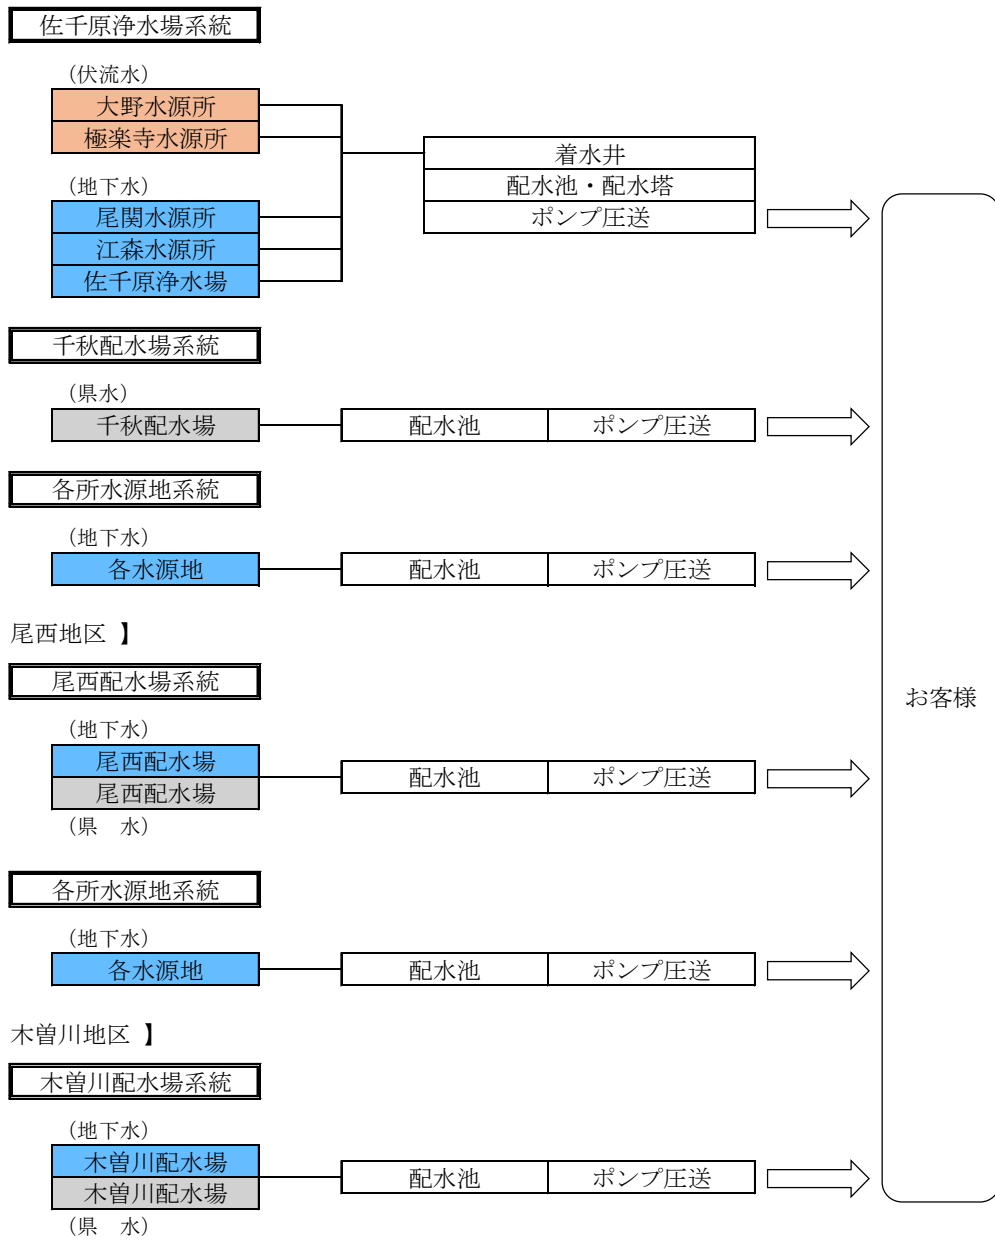 佐千原浄水場系統
（伏流水）
大野水源所
極楽寺水源所
着水井
配水池・配水塔
ポンプ圧送
（地下水）
尾関水源所
江森水源所
佐千原浄水場
千秋配水場系統
（県水）
千秋配水場 配水池 ポンプ圧送
各所水源地系統
（地下水）
各水源地 配水池 ポンプ圧送
尾西地区 】
尾西配水場系統
お客様
（地下水）
尾西配水場
配水池 ポンプ圧送
尾西配水場
（県　水）
各所水源地系統
（地下水）
各水源地 配水池 ポンプ圧送
木曽川地区 】
木曽川配水場系統
（地下水）
木曽川配水場
配水池 ポンプ圧送
木曽川配水場
（県　水）